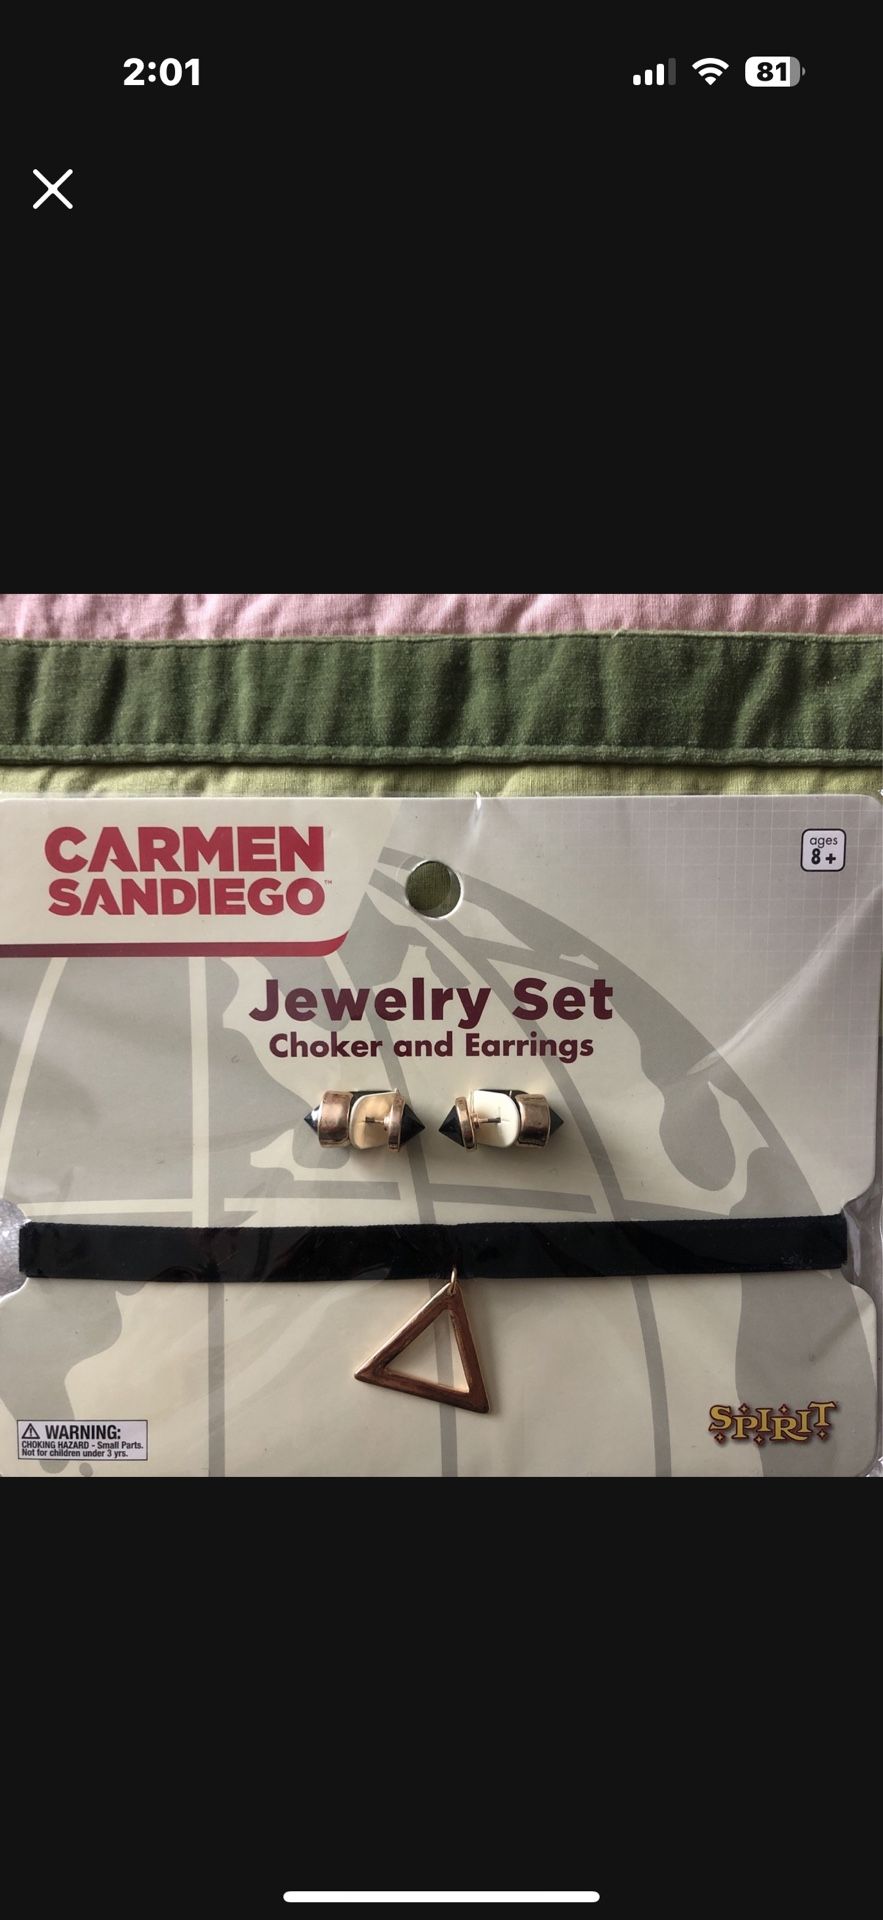 2:01
81
CARMEN
SANDIEGO™
ages
8+
Jewelry Set
Choker and Earrings
SPIRIT
⚠ WARNING:
CHOKING HAZARD - Small Parts.
Not for children under 3 yrs.